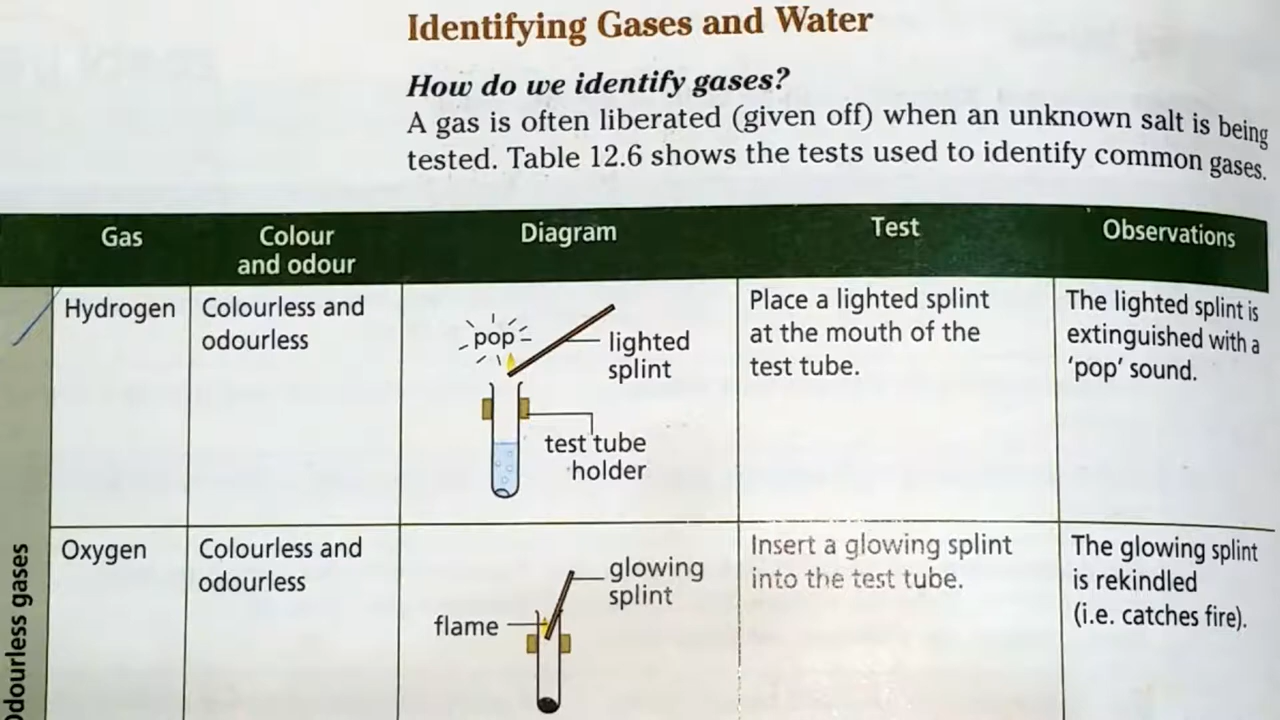 Identifying Gases and Water
How do we identify gases?
A gas is often liberated (given off) when an unknown salt is being
tested. Table 12.6 shows the tests used to identify common gases.
Gas
Colour
and odour
Diagram
Test
Observations
Hydrogen
Colourless and
odourless
pop
lighted
splint
test tube
holder
Place a lighted splint
at the mouth of the
test tube.
The lighted splint is
extinguished with a
‘pop’ sound.
Oxygen
Colourless and
odourless
glowing
splint
flame
Insert a glowing splint
into the test tube.
The glowing splint
is rekindled
(i.e. catches fire).
odourless gases